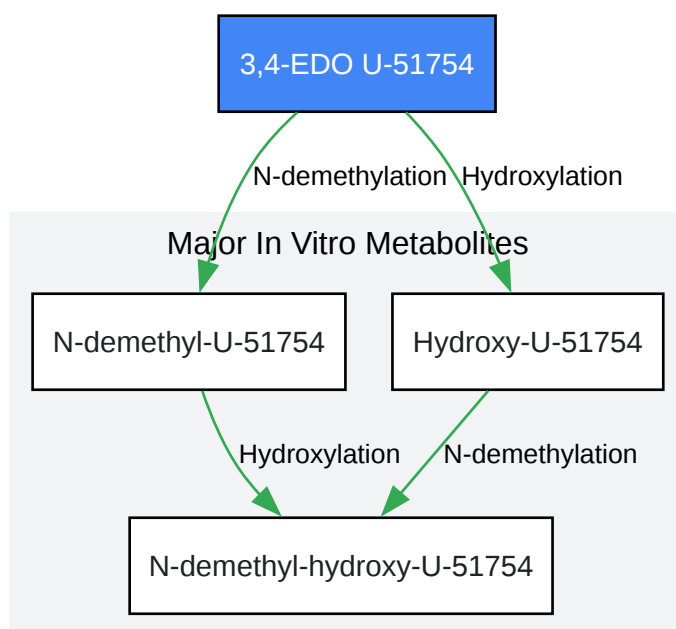 3,4-EDO U-51754
N-demethylation
Hydroxylation
Major In Vitro Metabolites
N-demethyl-U-51754
Hydroxy-U-51754
Hydroxylation
N-demethylation
N-demethyl-hydroxy-U-51754